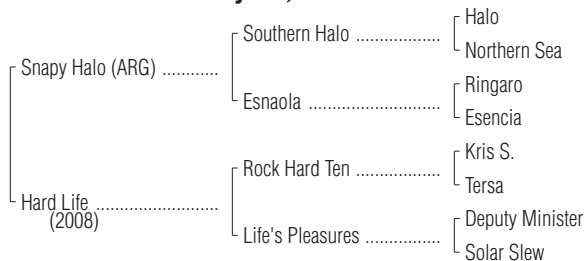 Halo
Southern Halo ..................
Northern Sea
Snapy Halo (ARG) ............
Ringaro
Esnaola ............................
Esencia
Kris S.
Rock Hard Ten ..................
Tersa
Hard Life ..........................
(2008)
Deputy Minister
Life's Pleasures ................
Solar Slew